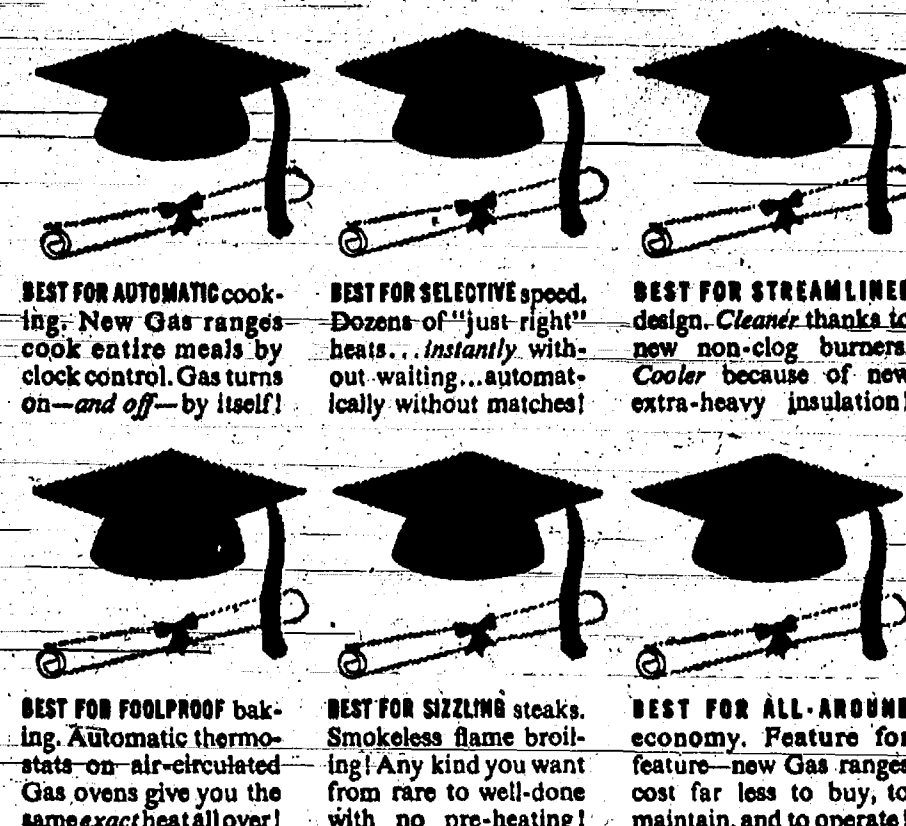 BEST FOR AUTOMATIC cook-
ing. New Gas ranges
cook entire meals by
clock control. Gas turns
on—and off—by itself!
BEST FOR SELECTIVE speed.
Dozens of "just right"
heats...instantly with-
out waiting...automat-
ically without matches!
BEST FOR STREAMLINED
design. Cleaner thanks to
new non-clog burners.
Cooler because of new
extra-heavy insulation!
BEST FOR FOOLPROOF bak-
ing. Automatic thermo-
stats on air-circulated
Gas ovens give you the
same exact heat all over!
BEST FOR SIZZLING steaks.
Smokeless flame broil-
ing! Any kind you want
from rare to well-done
with no pre-heating!
BEST FOR ALL-AROUND
economy. Feature for
feature—new Gas ranges
cost far less to buy, to
maintain, and to operate!